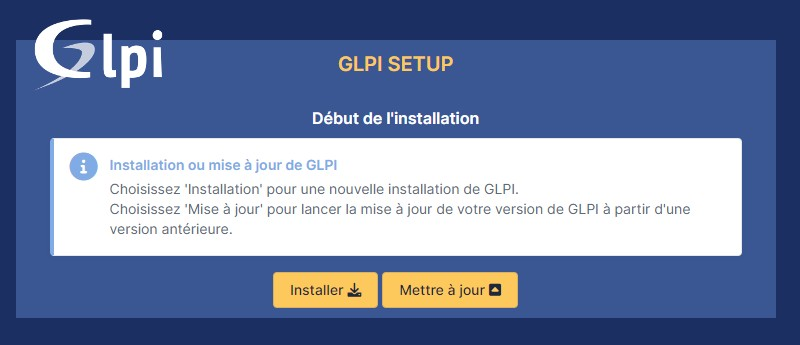 Glpi
GLPI SETUP
Début de l'installation
Installation ou mise à jour de GLPI
Choisissez 'Installation' pour une nouvelle installation de GLPI.
Choisissez 'Mise à jour' pour lancer la mise à jour de votre version de GLPI à partir d'une
version antérieure.
Installer
Mettre à jour